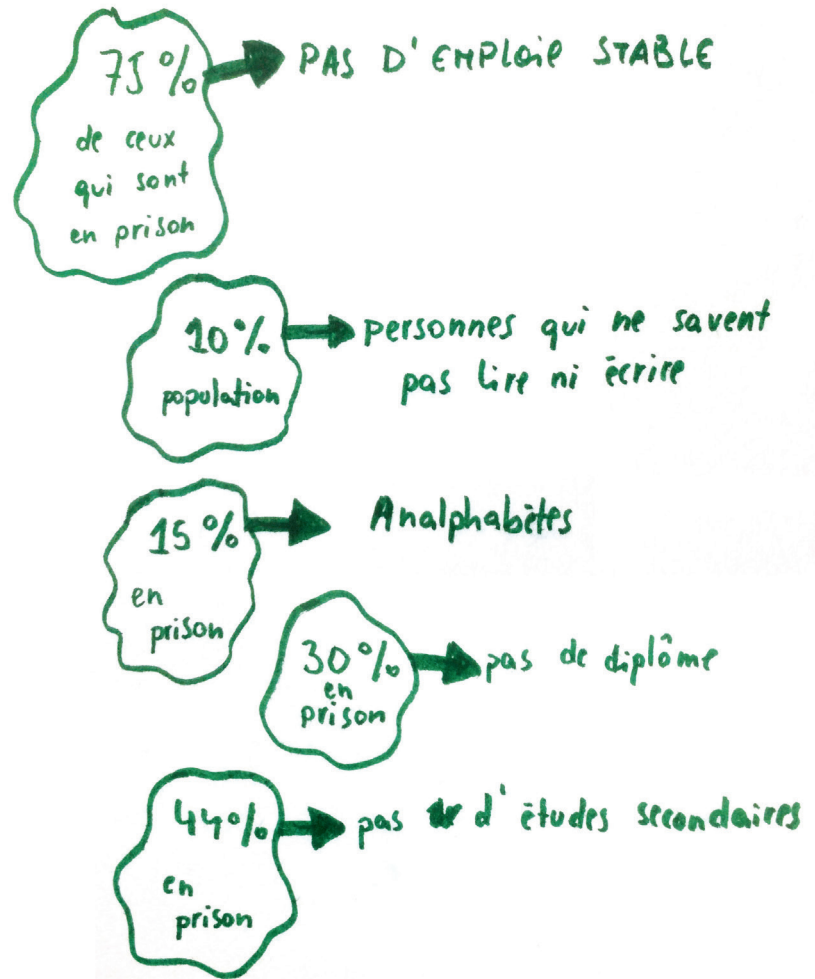 75% PAS D'EMPLOIE STABLE
de ceux
qui sont
en prison
10% personnes qui ne savent
population pas lire ni écrire
15% Analphabètes
en
prison
30% pas de diplôme
en
prison
44% pas d'études secondaires
en
prison